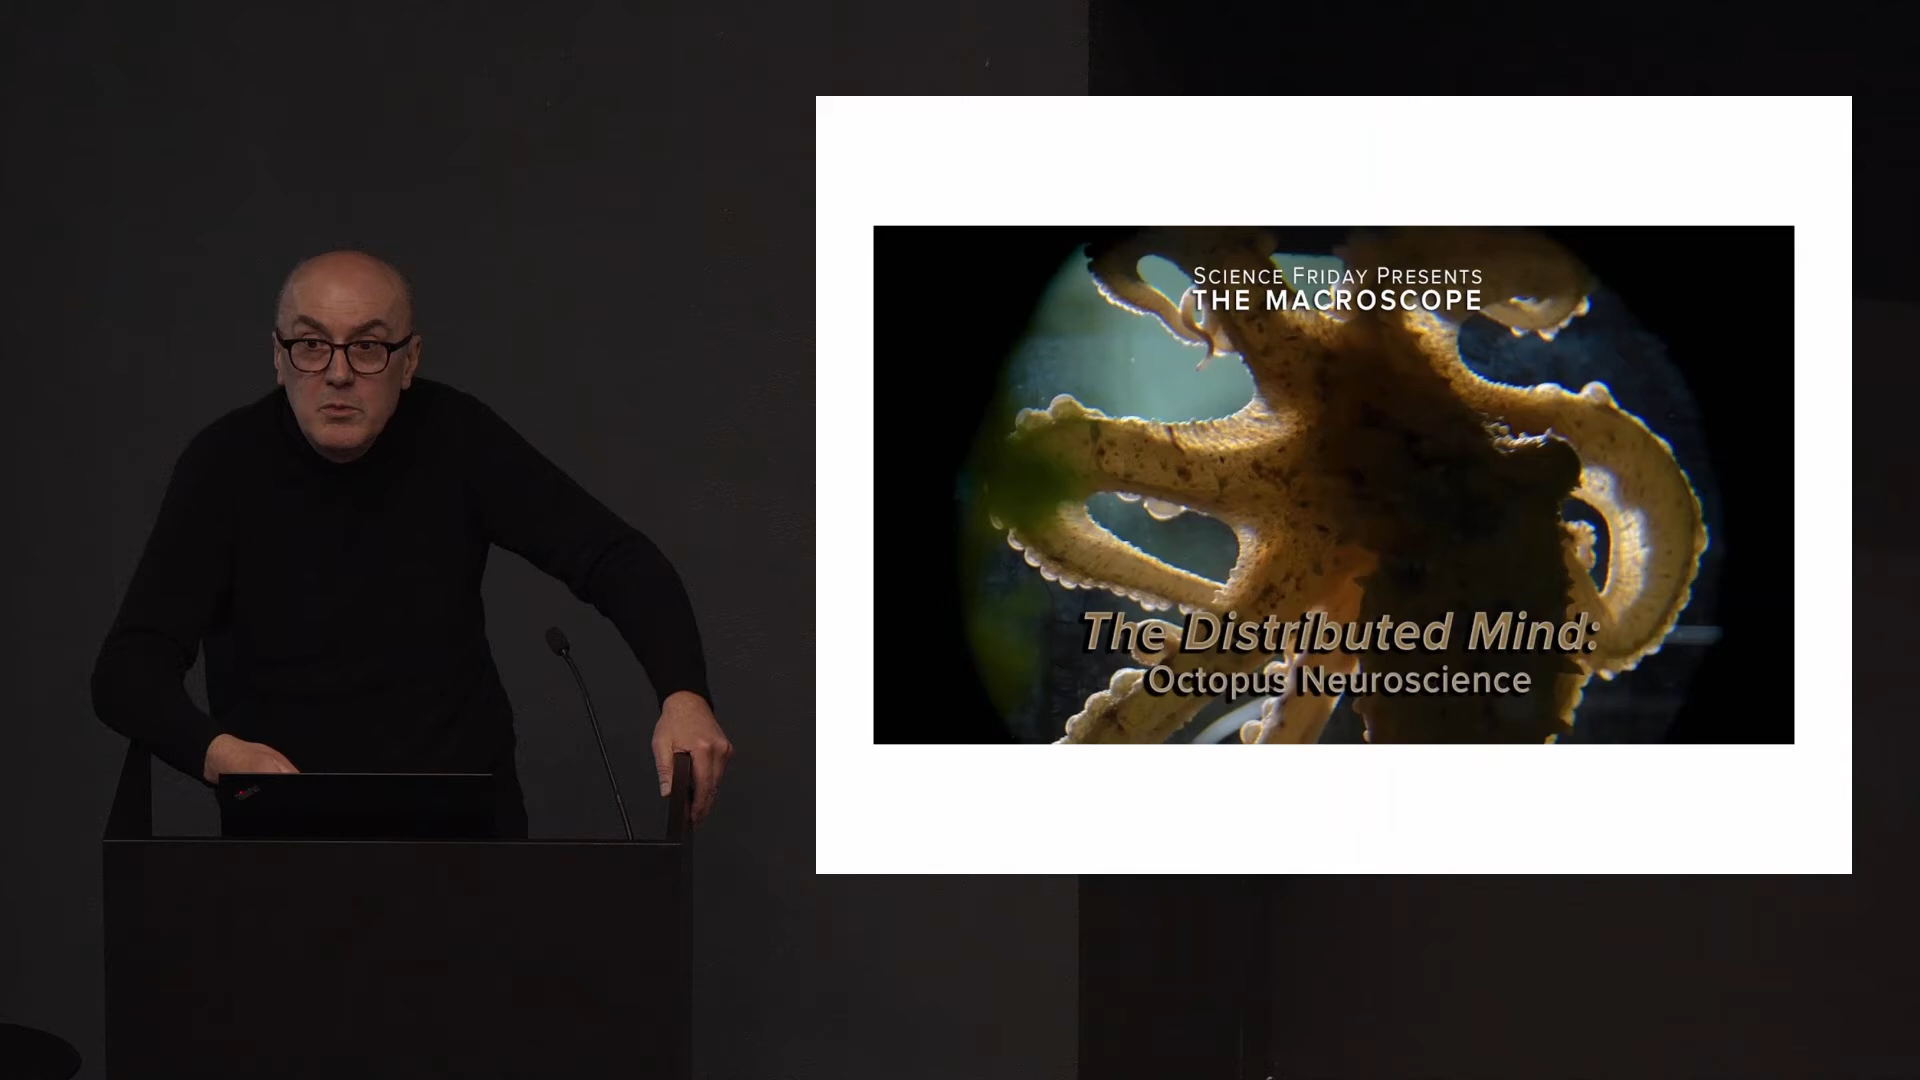 SCIENCE FRIDAY PRESENTS
THE MACROSCOPE
The Distributed Mind:
Octopus Neuroscience